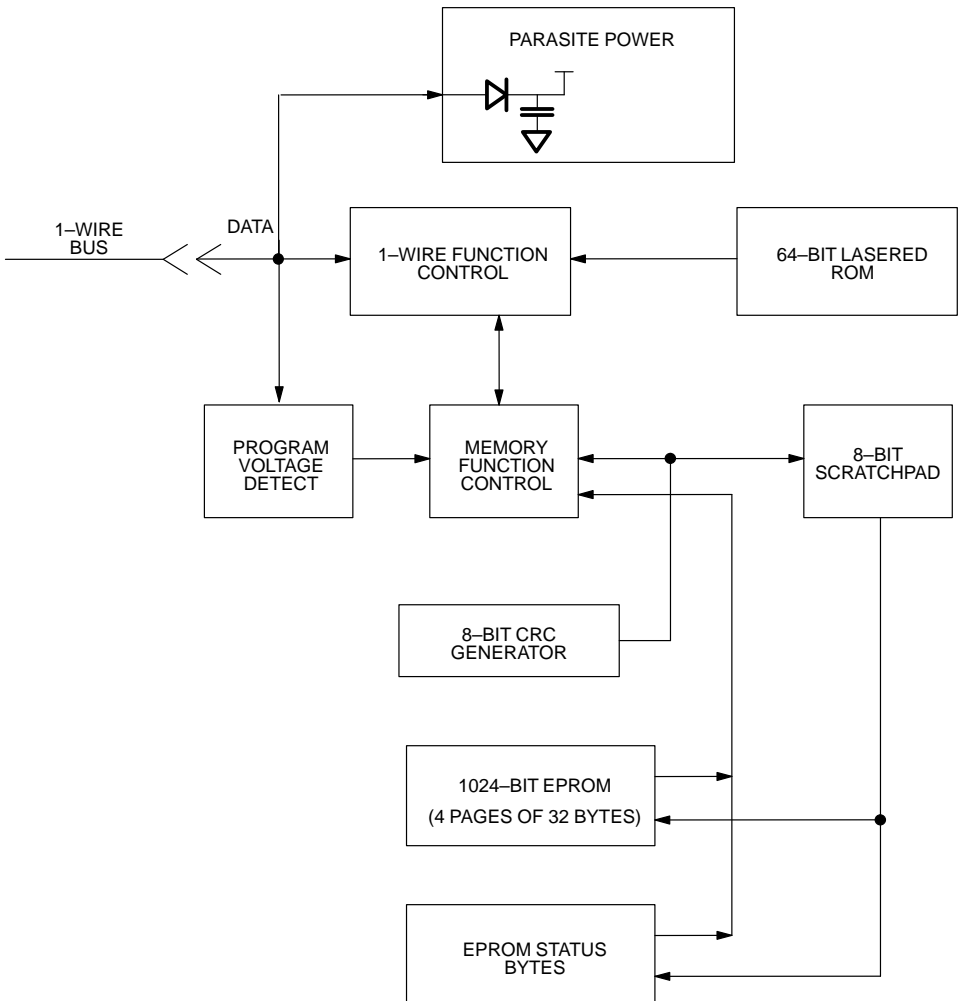 PARASITE POWER
1–WIRE
BUS
DATA
1–WIRE FUNCTION
CONTROL
64–BIT LASERED
ROM
PROGRAM
VOLTAGE
DETECT
MEMORY
FUNCTION
CONTROL
8–BIT
SCRATCHPAD
8–BIT CRC
GENERATOR
1024–BIT EPROM
(4 PAGES OF 32 BYTES)
EPROM STATUS
BYTES